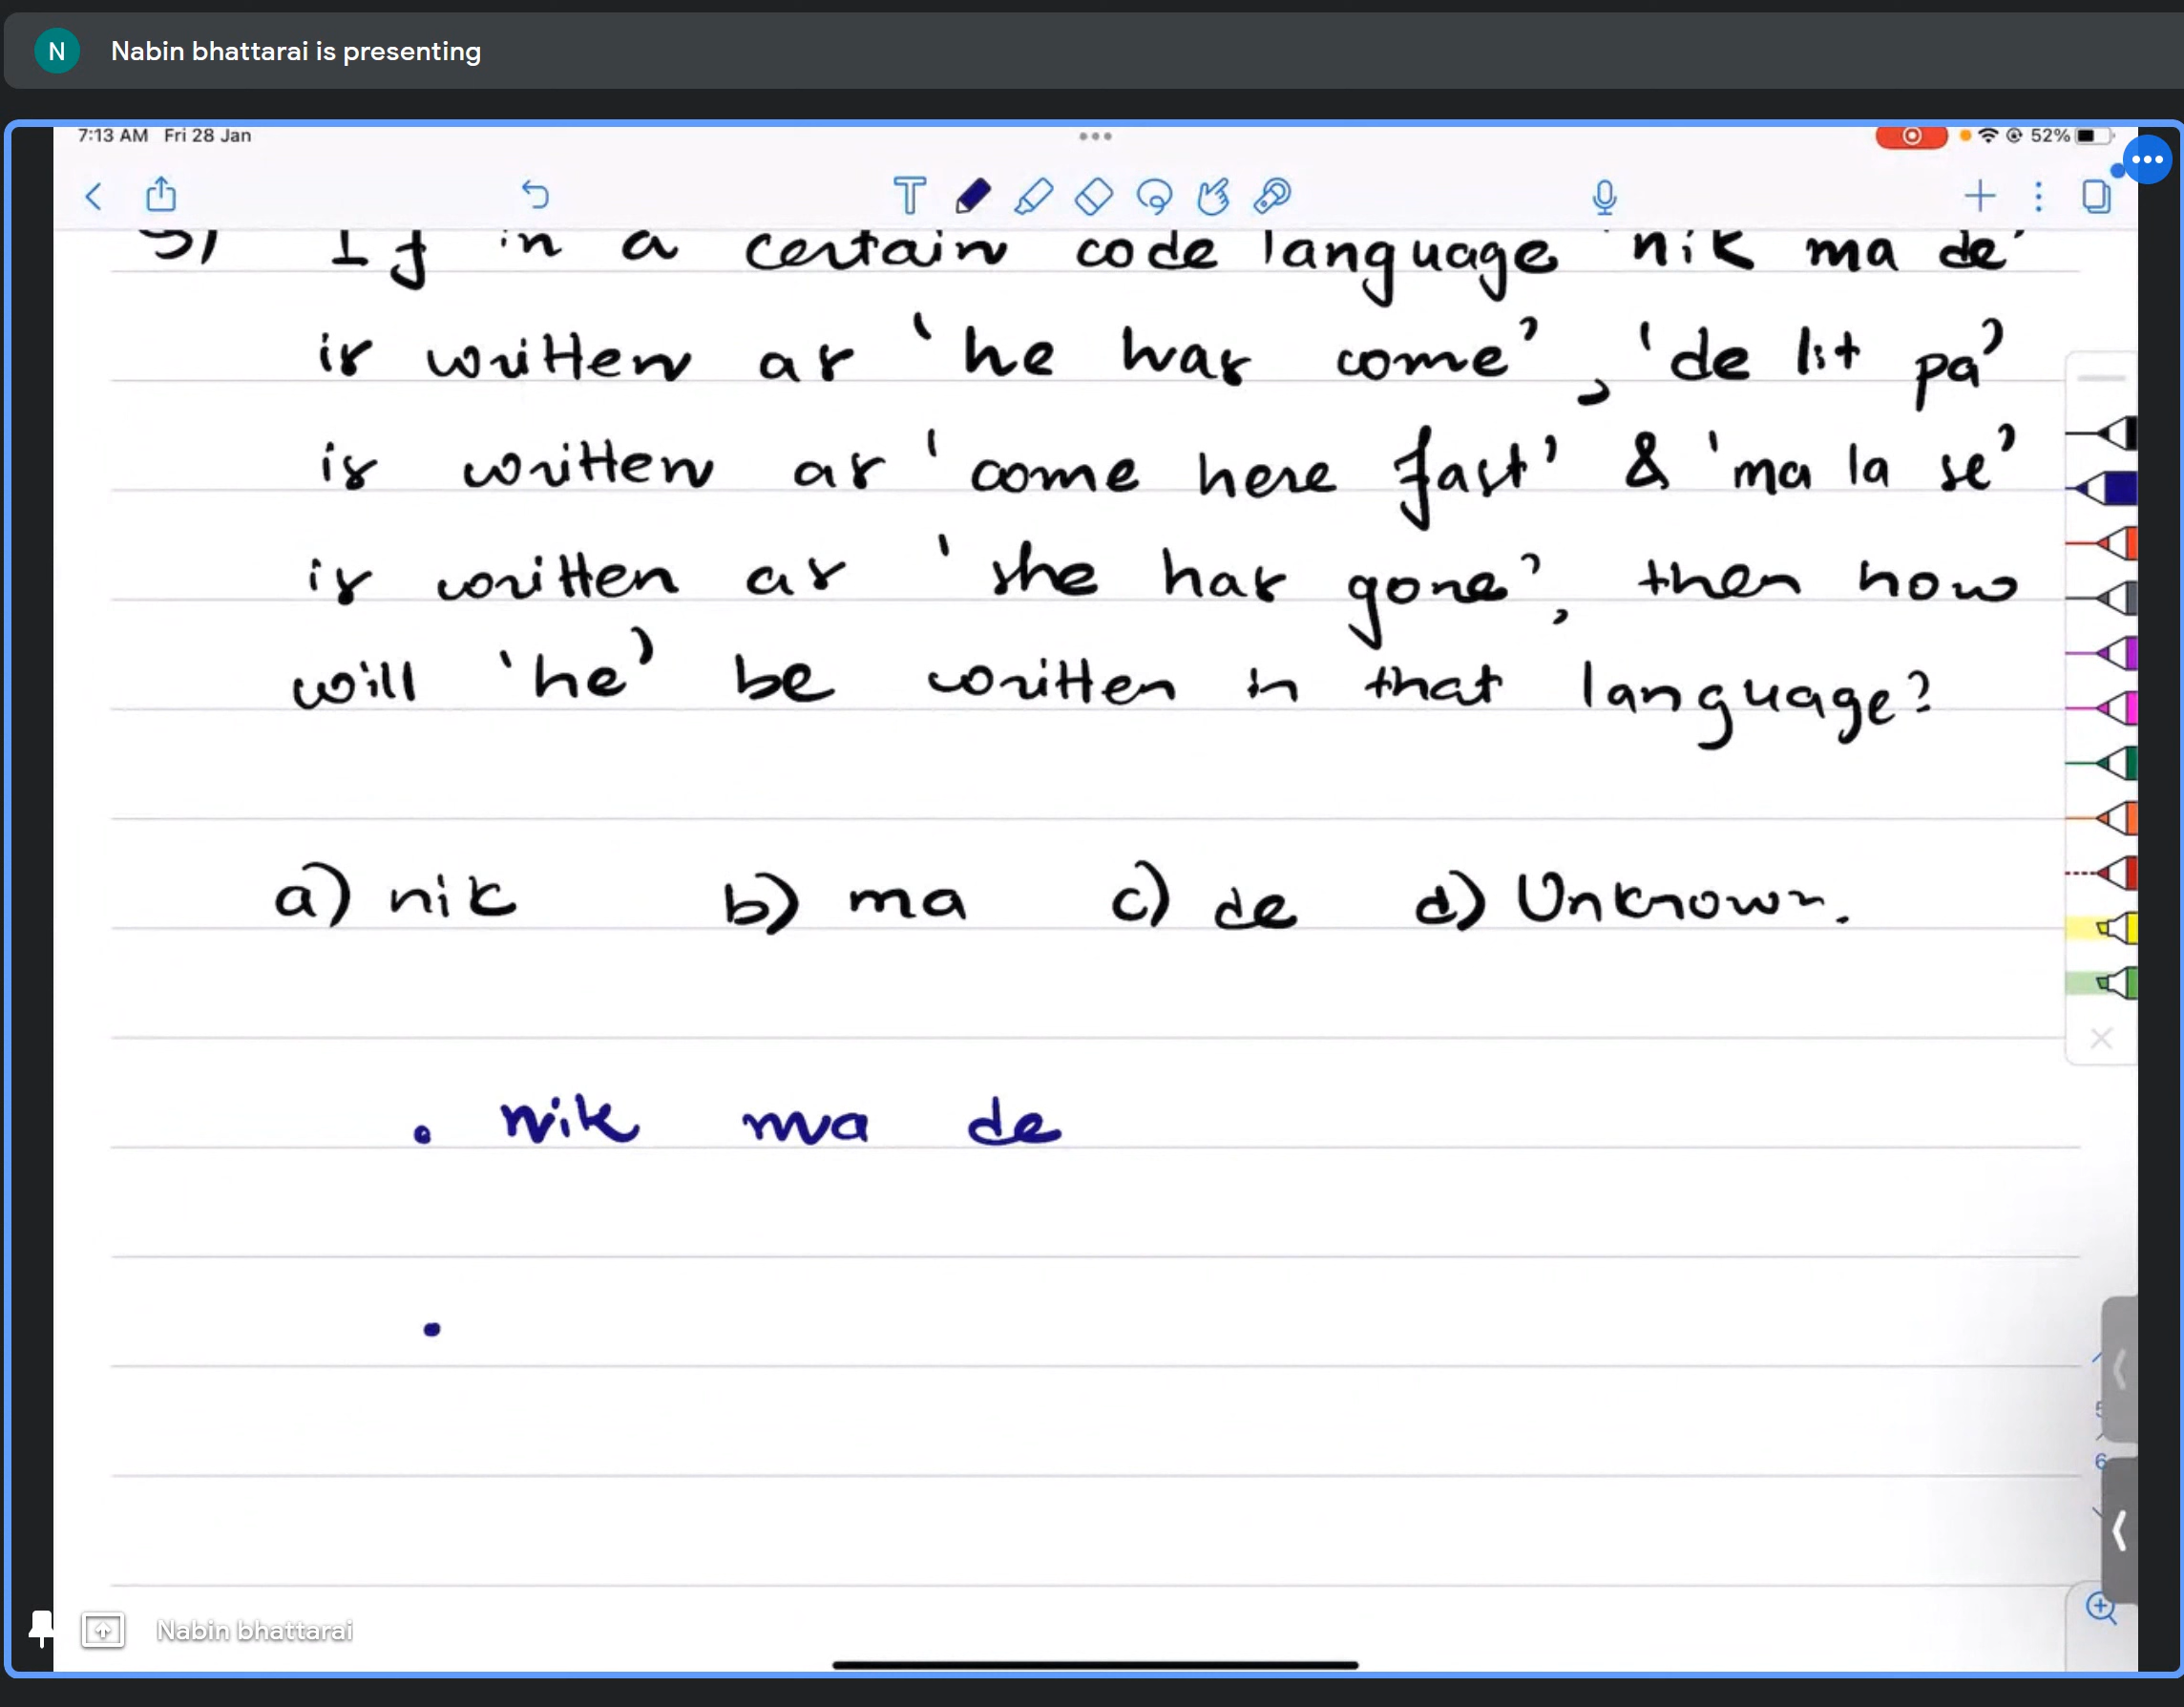 Nabin bhattarai is presenting
N
7:13 AM Fri 28 Jan
52%
If in a certain code language 'nik ma de'
is written as 'he has come', 'de lit pa'
is written as 'come here fast' & 'ma la se'
is written as 'she has gone', then how
will 'he' be written in that language?
a) nik b) ma c) de d) Unknown.
• nik ma de
•
5
6
Nabin bhattarai